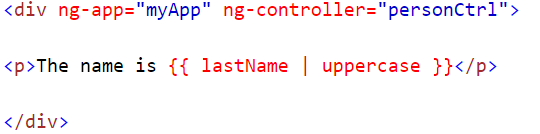 <div ng-app="myApp" ng-controller="personCtrl">
<p>The name is {{ lastName | uppercase }}</p>
</div>